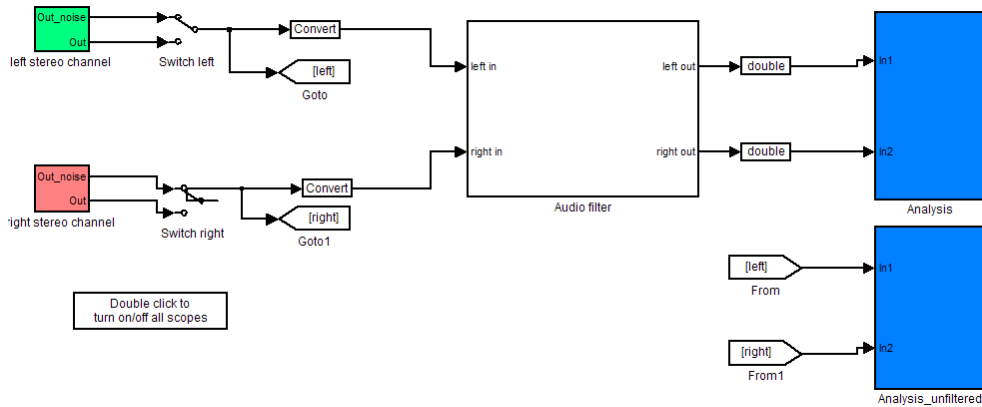 Out_noise
Out
left stereo channel
Switch left
Convert
[left]
Goto
left in
right in
left out
right out
Audio filter
double
double
In1
In2
Analysis
Out_noise
Out
right stereo channel
Switch right
Convert
[right]
Goto1
Double click to
turn on/off all scopes
[left]
From
[right]
From1
In1
In2
Analysis_unfiltered